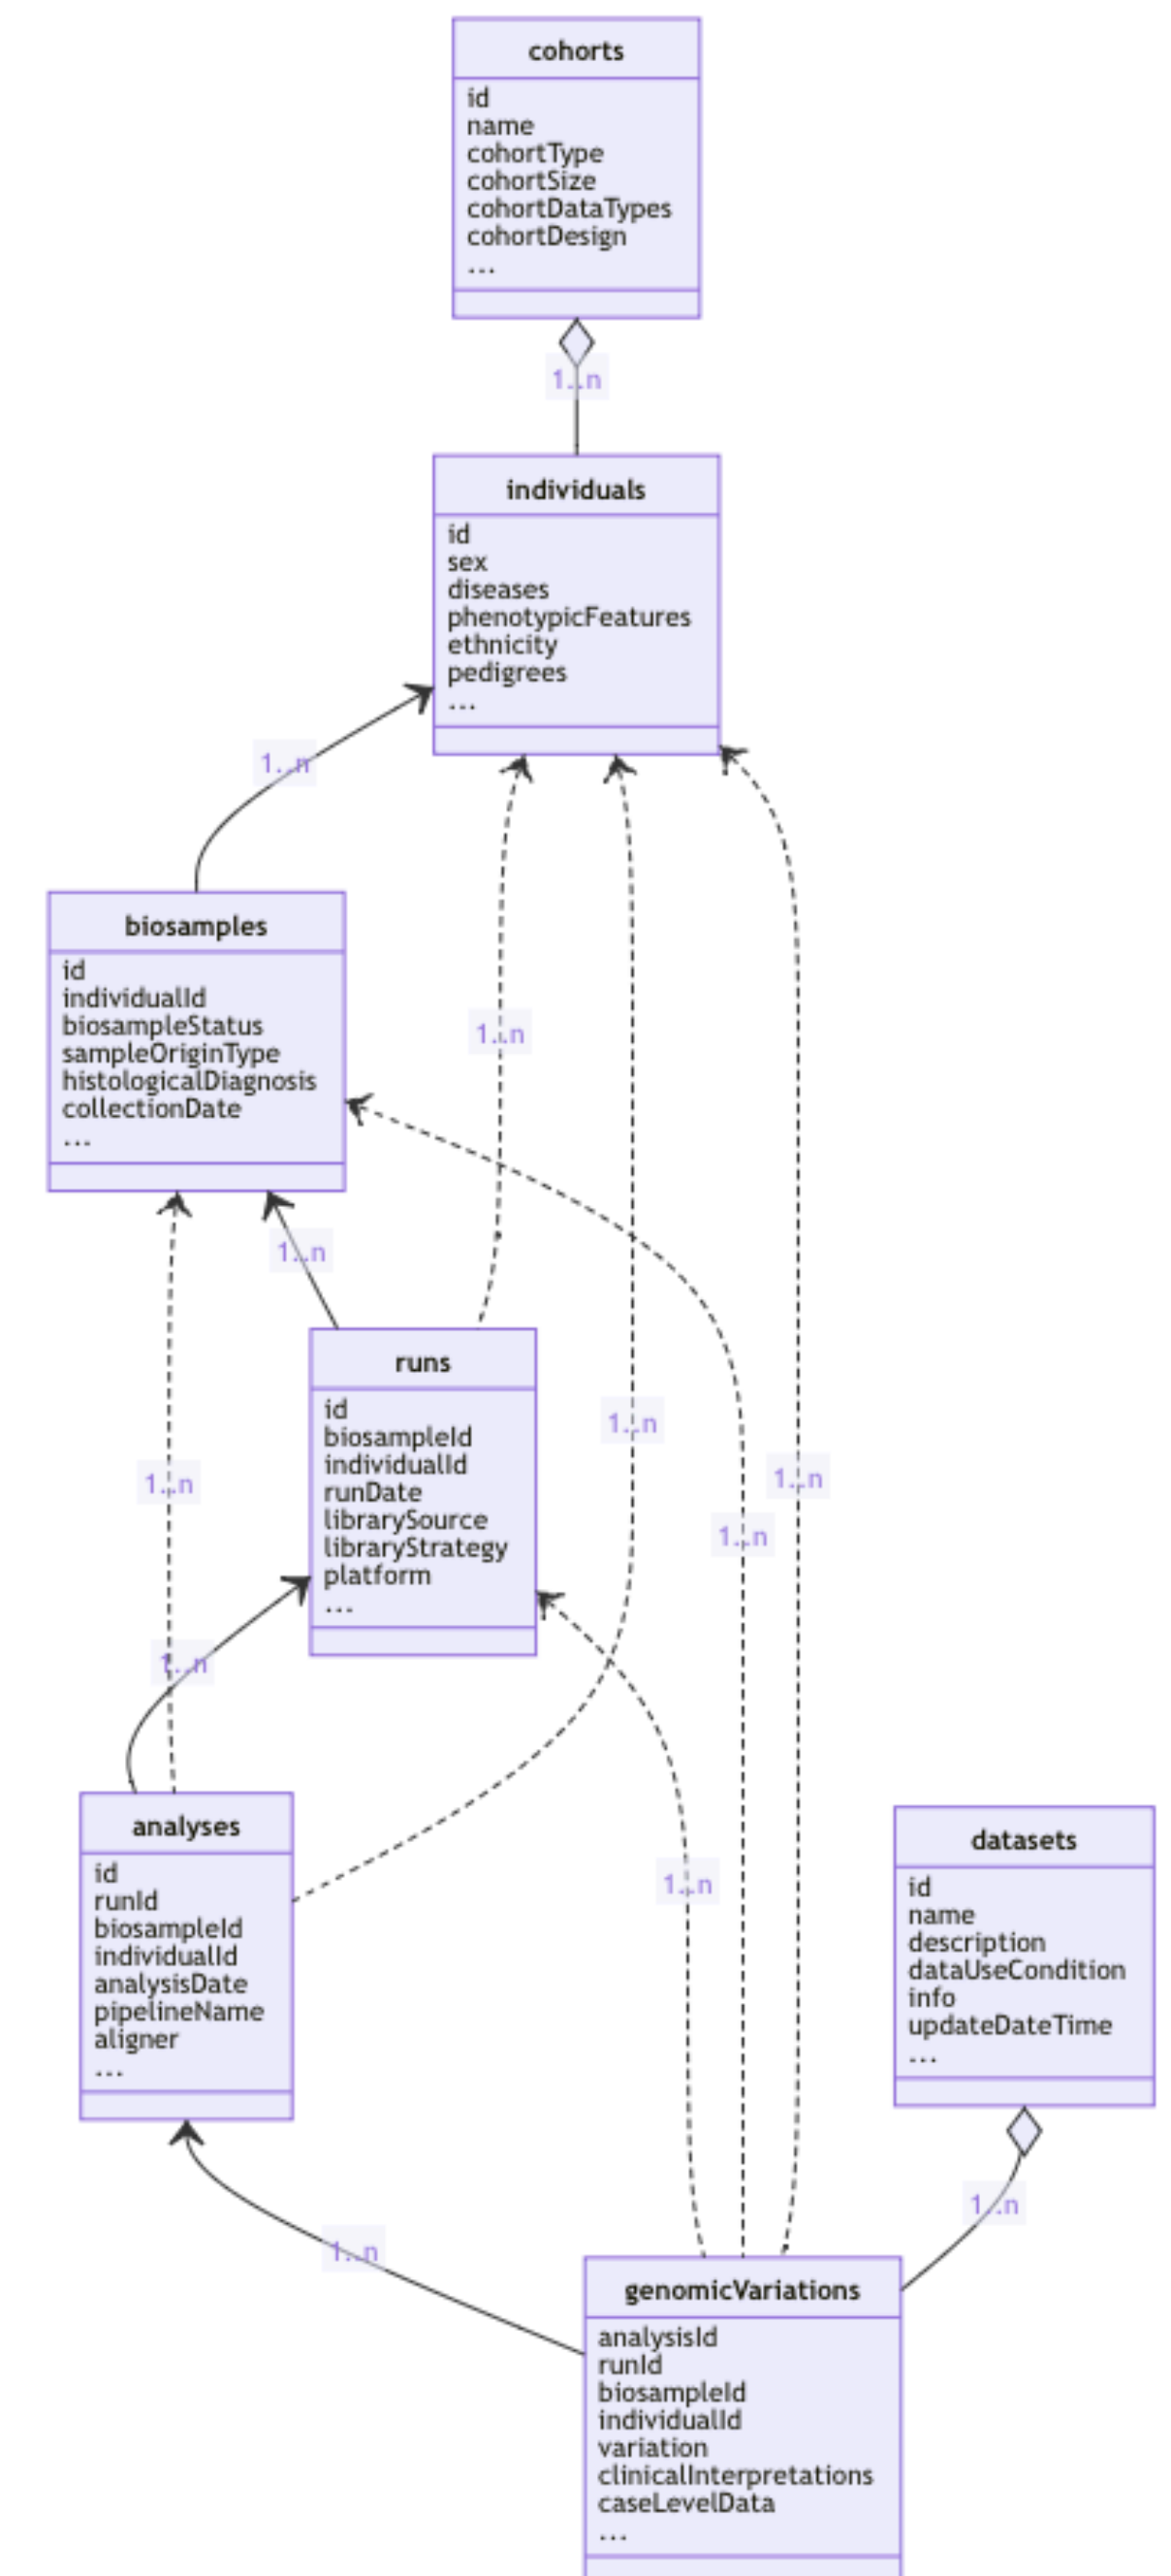 cohorts
id
name
cohortType
cohortSize
cohortDataTypes
cohortDesign
...
1..n
individuals
id
sex
diseases
phenotypicFeatures
ethnicity
pedigrees
...
1..n
biosamples
id
individualId
biosampleStatus
sampleOriginType
histologicalDiagnosis
collectionDate
...
1..n
1..n
runs
id
biosampleId
individualId
runDate
librarySource
libraryStrategy
platform
...
1..n
1..n
1..n
1..n
1..n
analyses
id
runId
biosampleId
individualId
analysisDate
pipelineName
aligner
...
1..n
datasets
id
name
description
dataUseCondition
info
updateDateTime
...
1..n
1..n
genomicVariations
analysisId
runId
biosampleId
individualId
variation
clinicalInterpretations
caseLevelData
...